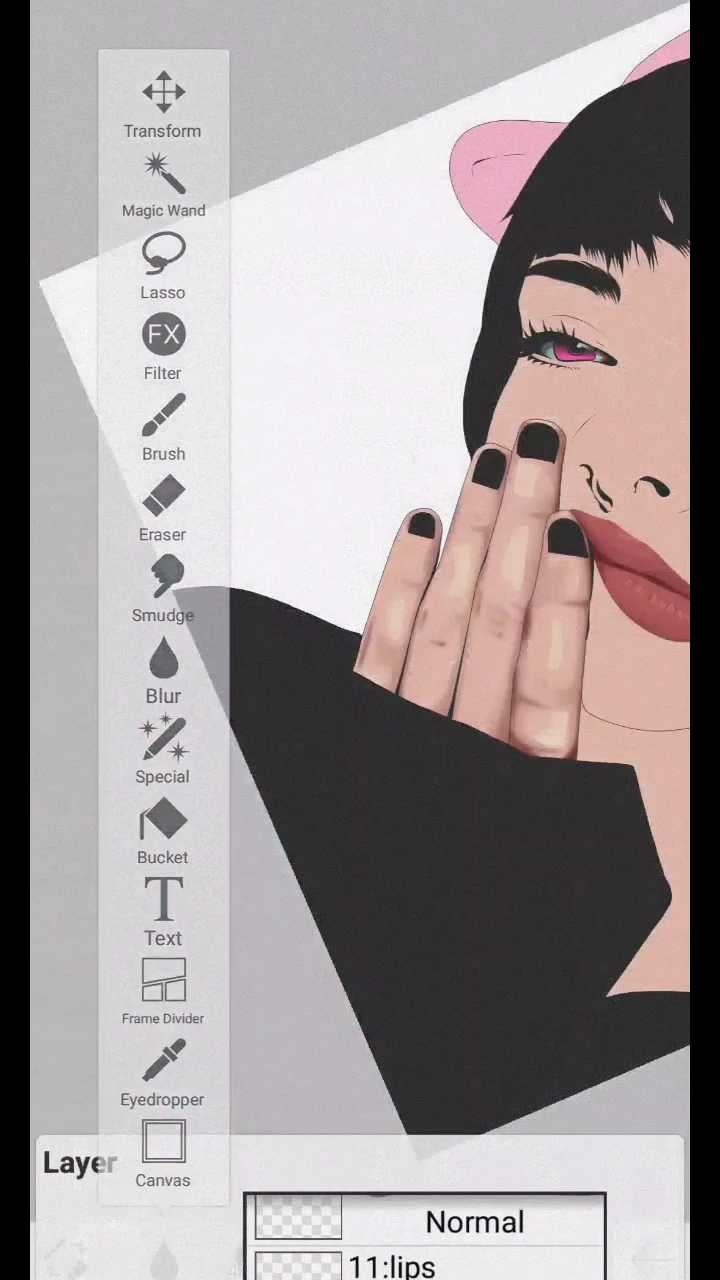 Transform
Magic Wand
Lasso
FX
Filter
Brush
Eraser
Smudge
Blur
Special
Bucket
T
Text
Frame Divider
Eyedropper
Canvas
Layer
Normal
11:lips